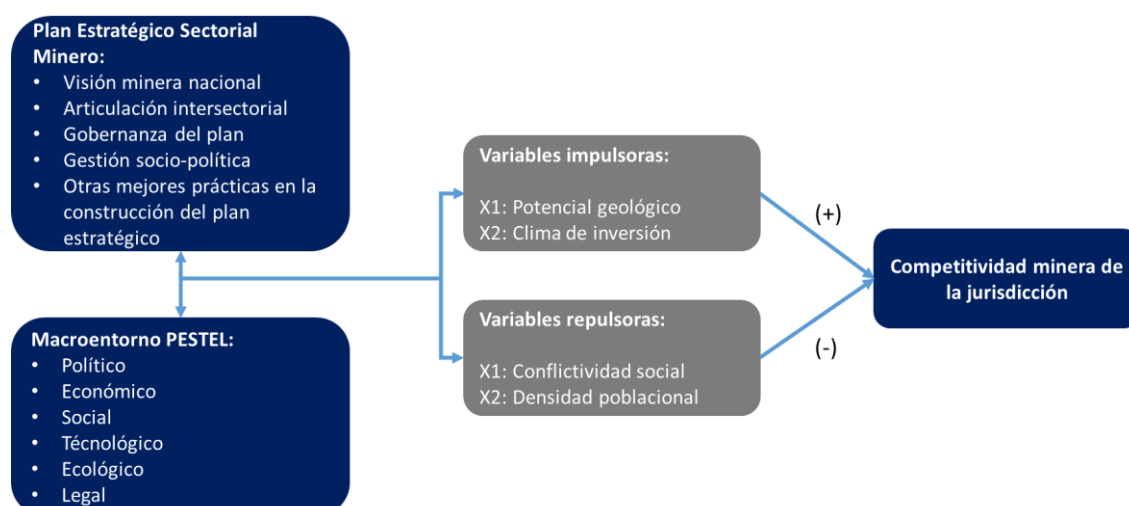 Plan Estratégico Sectorial
Minero:
• Visión minera nacional
• Articulación intersectorial
• Gobernanza del plan
• Gestión socio-política
• Otras mejores prácticas en la
construcción del plan
estratégico
Macroentorno PESTEL:
• Político
• Económico
• Social
• Técnológico
• Ecológico
• Legal
Variables impulsoras:
X1: Potencial geológico
X2: Clima de inversión
Variables repulsoras:
X1: Conflictividad social
X2: Densidad poblacional
(+)
(-)
Competitividad minera de
la jurisdicción